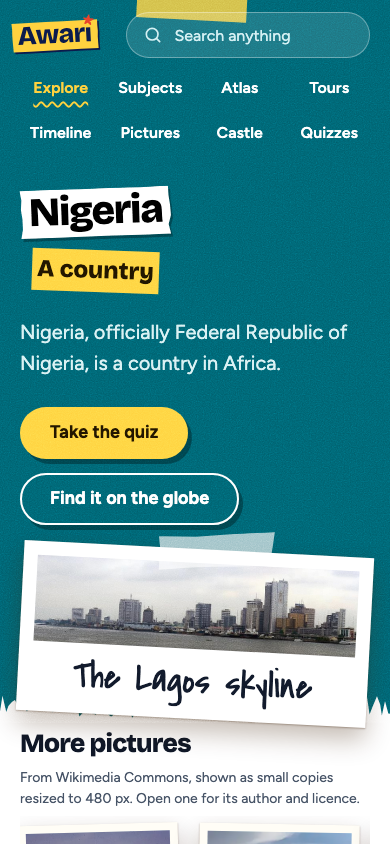 Awari
Search anything
Explore
Subjects
Atlas
Tours
Timeline
Pictures
Castle
Quizzes
Nigeria
A country
Nigeria, officially Federal Republic of
Nigeria, is a country in Africa.
Take the quiz
Find it on the globe
The Lagos skyline
More pictures
From Wikimedia Commons, shown as small copies
resized to 480 px. Open one for its author and licence.